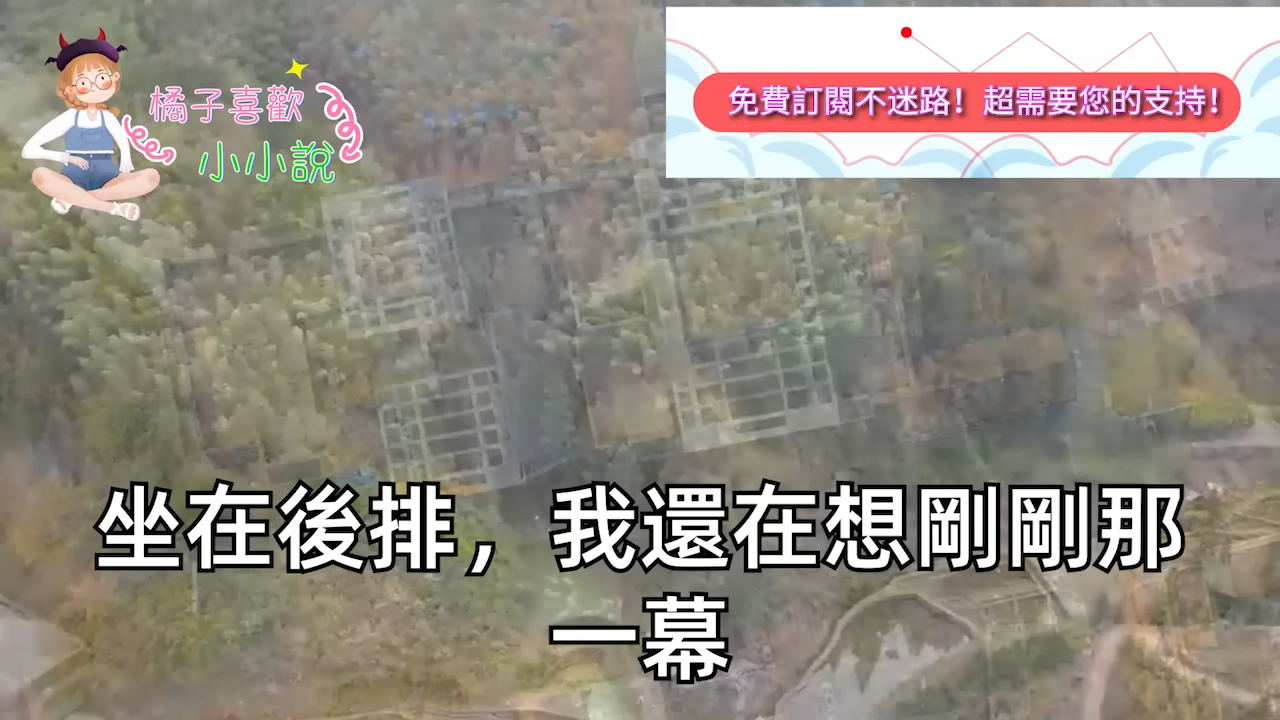 橘子喜歡
小小說
免費訂閱不迷路！超需要您的支持！
坐在後排，我還在想剛剛那
一幕